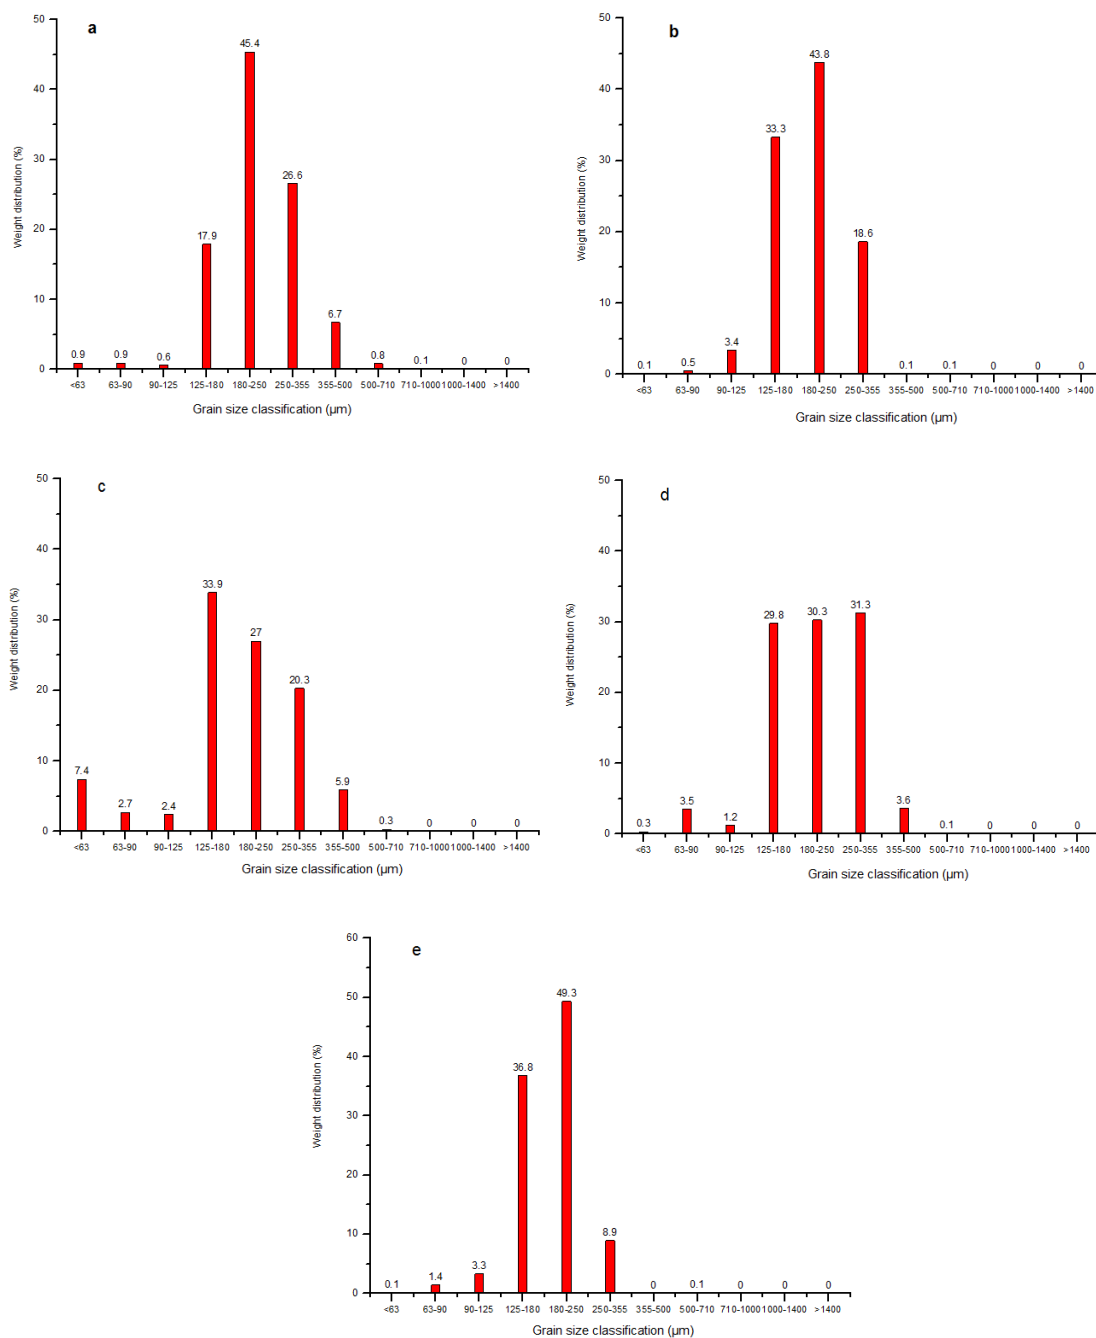 a
50
40
30
20
10
0
Weight distribution (%)
0.9 0.9 0.6 17.9 45.4 26.6 6.7 0.8 0.1 0 0
<63 63-90 90-125 125-180 180-250 250-355 355-500 500-710 710-1000 1000-1400 >1400
Grain size classification (µm)
b
50
40
30
20
10
0
Weight distribution (%)
0.1 0.5 3.4 33.3 43.8 18.6 0.1 0.1 0 0 0
<63 63-90 90-125 125-180 180-250 250-355 355-500 500-710 710-1000 1000-1400 >1400
Grain size classification (µm)
c
50
40
30
20
10
0
Weight distribution (%)
7.4 2.7 2.4 33.9 27 20.3 5.9 0.3 0 0 0
<63 63-90 90-125 125-180 180-250 250-355 355-500 500-710 710-1000 1000-1400 >1400
Grain size classification (µm)
d
50
40
30
20
10
0
Weight distribution (%)
0.3 3.5 1.2 29.8 30.3 31.3 3.6 0.1 0 0 0
<63 63-90 90-125 125-180 180-250 250-355 355-500 500-710 710-1000 1000-1400 >1400
Grain size classification (µm)
e
60
50
40
30
20
10
0
Weight distribution (%)
0.1 1.4 3.3 36.8 49.3 8.9 0 0.1 0 0 0
<63 63-90 90-125 125-180 180-250 250-355 355-500 500-710 710-1000 1000-1400 >1400
Grain size classification (µm)